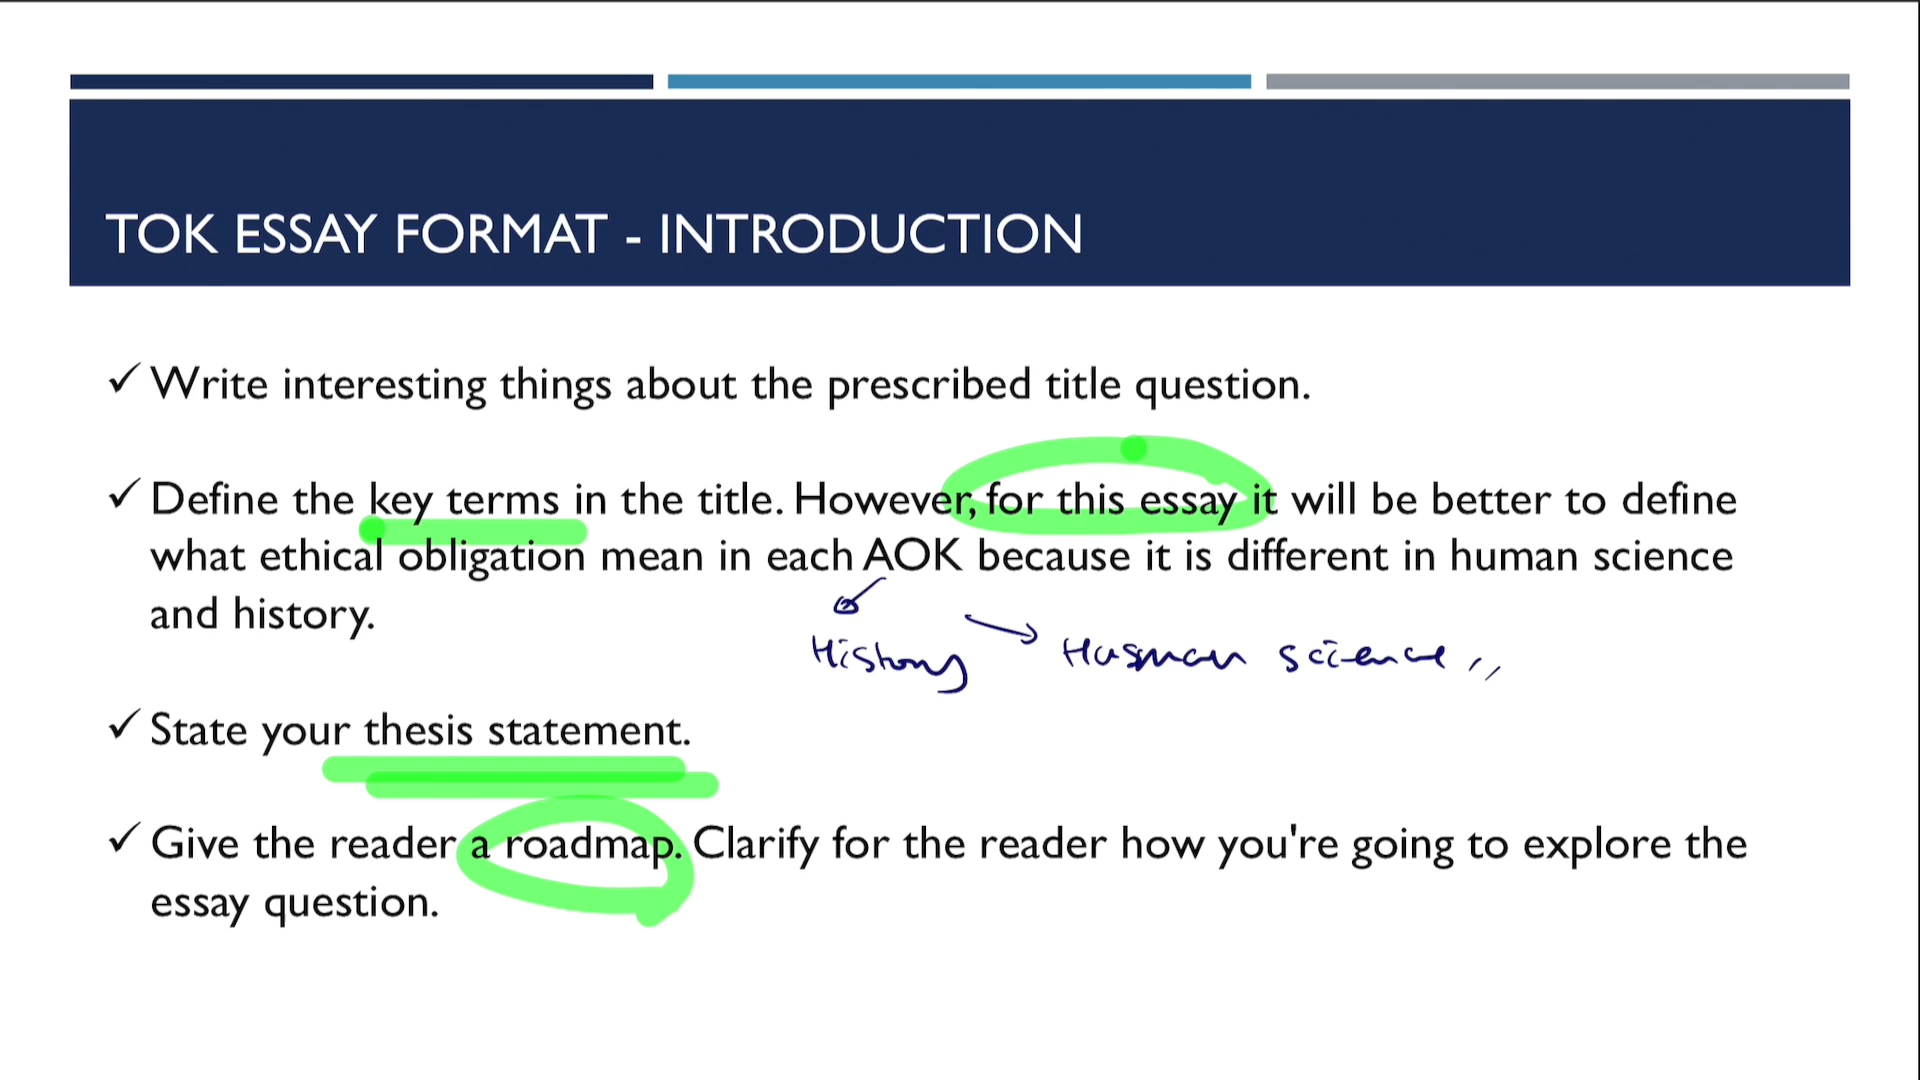 TOK ESSAY FORMAT - INTRODUCTION
✓ Write interesting things about the prescribed title question.
✓ Define the key terms in the title. However, for this essay it will be better to define
what ethical obligation mean in each AOK because it is different in human science
and history.
History
Human science
✓ State your thesis statement.
✓ Give the reader a roadmap. Clarify for the reader how you're going to explore the
essay question.